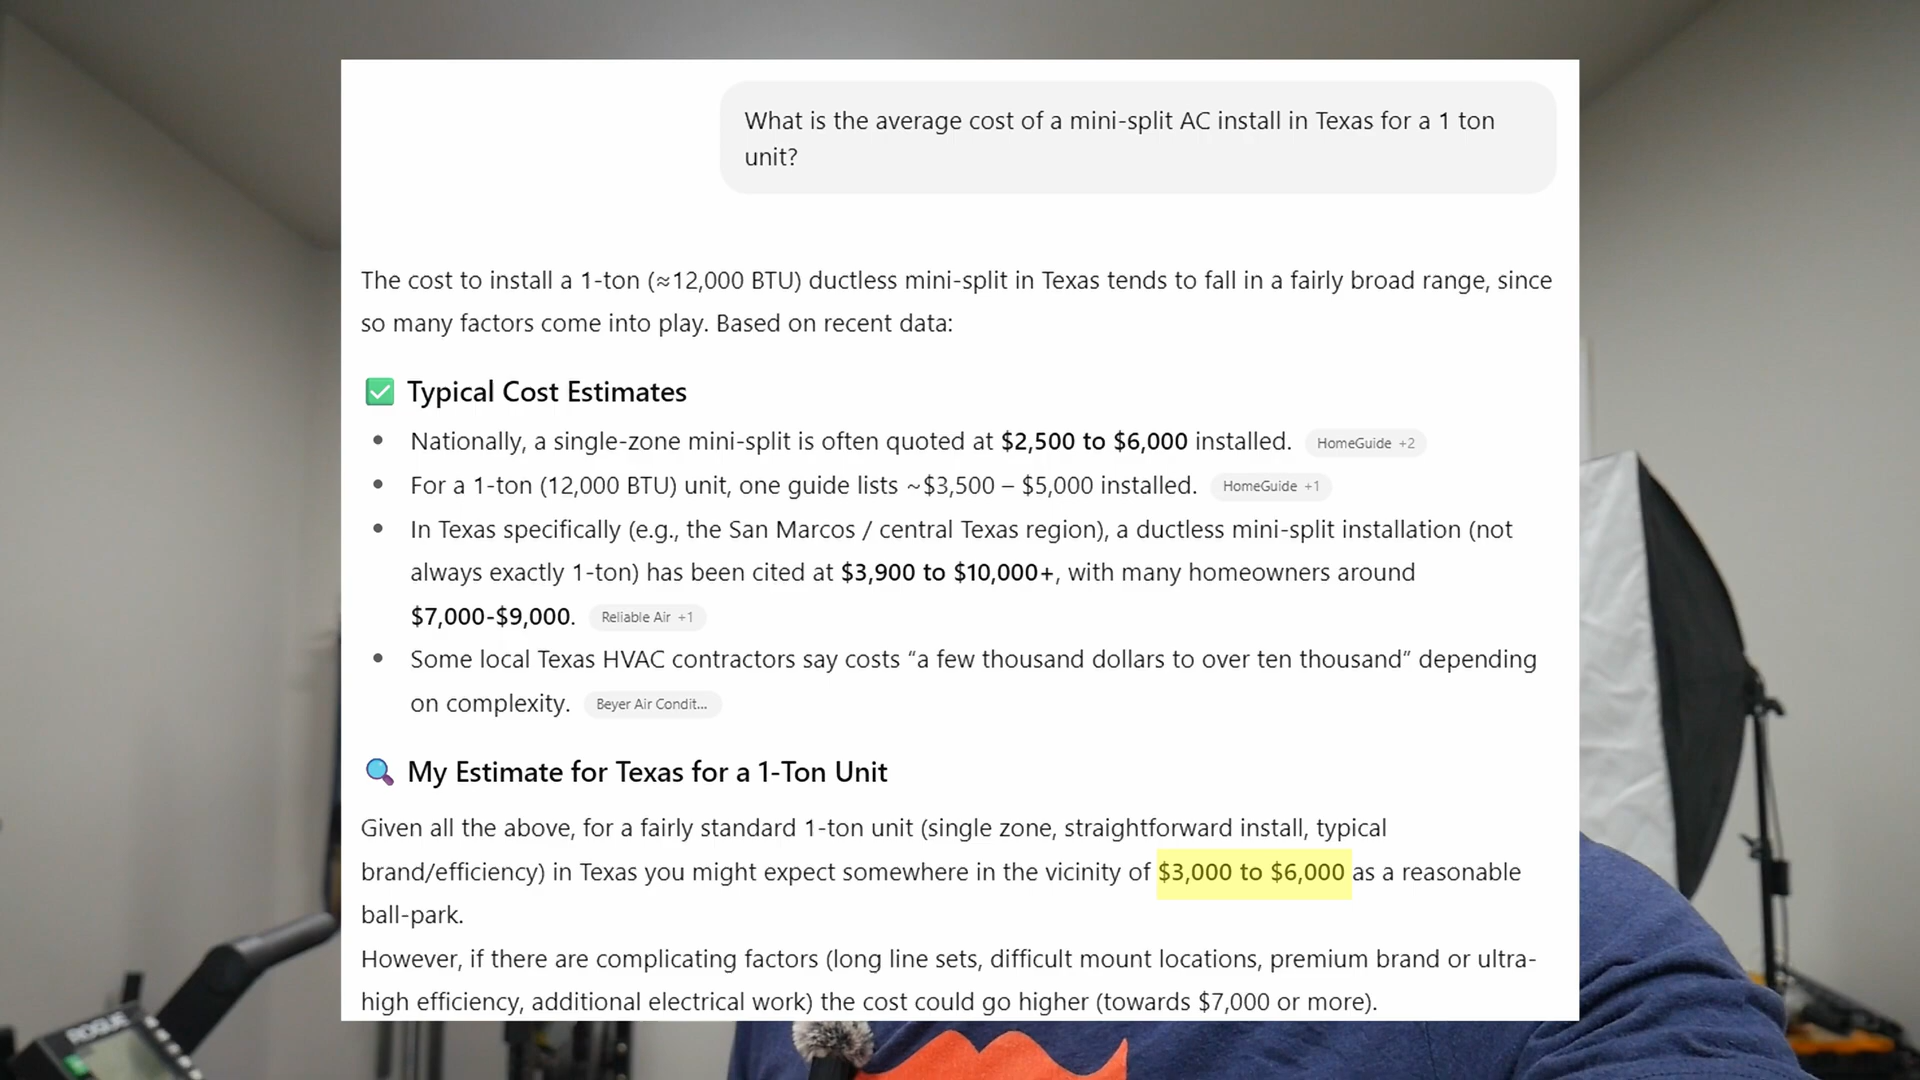 What is the average cost of a mini-split AC install in Texas for a 1 ton
unit?
The cost to install a 1-ton (≈12,000 BTU) ductless mini-split in Texas tends to fall in a fairly broad range, since
so many factors come into play. Based on recent data:
✅ Typical Cost Estimates
• Nationally, a single-zone mini-split is often quoted at $2,500 to $6,000 installed. HomeGuide +2
• For a 1-ton (12,000 BTU) unit, one guide lists ~$3,500 – $5,000 installed. HomeGuide +1
• In Texas specifically (e.g., the San Marcos / central Texas region), a ductless mini-split installation (not
always exactly 1-ton) has been cited at $3,900 to $10,000+, with many homeowners around
$7,000-$9,000. Reliable Air +1
• Some local Texas HVAC contractors say costs “a few thousand dollars to over ten thousand” depending
on complexity. Beyer Air Condit...
🔍 My Estimate for Texas for a 1-Ton Unit
Given all the above, for a fairly standard 1-ton unit (single zone, straightforward install, typical
brand/efficiency) in Texas you might expect somewhere in the vicinity of $3,000 to $6,000 as a reasonable
ball-park.
However, if there are complicating factors (long line sets, difficult mount locations, premium brand or ultra-
high efficiency, additional electrical work) the cost could go higher (towards $7,000 or more).
ROGUE